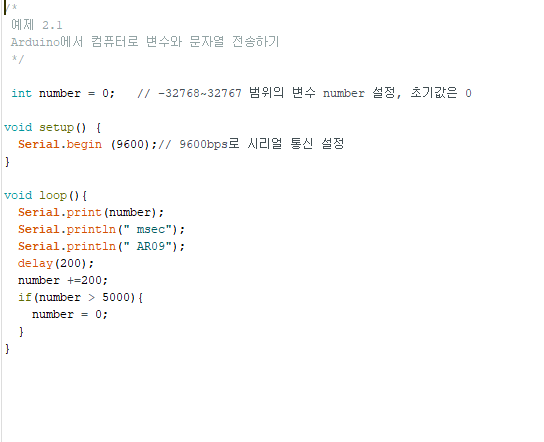 /*
예제 2.1
Arduino에서 컴퓨터로 변수와 문자열 전송하기
*/
int number = 0;   // -32768~32767 범위의 변수 number 설정, 초기값은 0
void setup() {
Serial.begin (9600);// 9600bps로 시리얼 통신 설정
}
void loop(){
Serial.print(number);
Serial.println(" msec");
Serial.println(" AR09");
delay(200);
number +=200;
if(number > 5000){
number = 0;
}
}